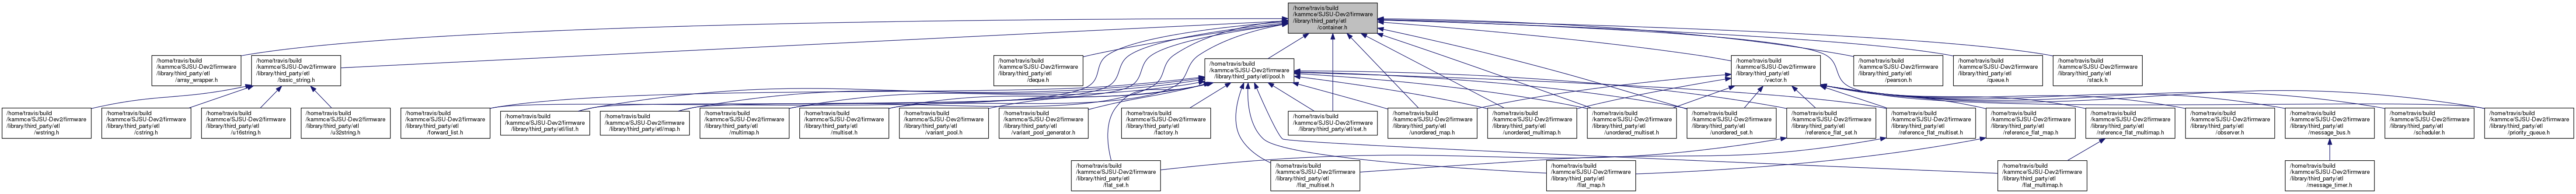 /home/travis/build
/kammce/SJSU-Dev2/firmware
/library/third_party/etl
/container.h
/home/travis/build
/kammce/SJSU-Dev2/firmware
/library/third_party/etl
/array_wrapper.h
/home/travis/build
/kammce/SJSU-Dev2/firmware
/library/third_party/etl
/basic_string.h
/home/travis/build
/kammce/SJSU-Dev2/firmware
/library/third_party/etl
/deque.h
/home/travis/build
/kammce/SJSU-Dev2/firmware
/library/third_party/etl/pool.h
/home/travis/build
/kammce/SJSU-Dev2/firmware
/library/third_party/etl
/vector.h
/home/travis/build
/kammce/SJSU-Dev2/firmware
/library/third_party/etl
/pearson.h
/home/travis/build
/kammce/SJSU-Dev2/firmware
/library/third_party/etl
/queue.h
/home/travis/build
/kammce/SJSU-Dev2/firmware
/library/third_party/etl
/stack.h
/home/travis/build
/kammce/SJSU-Dev2/firmware
/library/third_party/etl
/wstring.h
/home/travis/build
/kammce/SJSU-Dev2/firmware
/library/third_party/etl
/cstring.h
/home/travis/build
/kammce/SJSU-Dev2/firmware
/library/third_party/etl
/u16string.h
/home/travis/build
/kammce/SJSU-Dev2/firmware
/library/third_party/etl
/u32string.h
/home/travis/build
/kammce/SJSU-Dev2/firmware
/library/third_party/etl
/forward_list.h
/home/travis/build
/kammce/SJSU-Dev2/firmware
/library/third_party/etl/list.h
/home/travis/build
/kammce/SJSU-Dev2/firmware
/library/third_party/etl/map.h
/home/travis/build
/kammce/SJSU-Dev2/firmware
/library/third_party/etl
/multimap.h
/home/travis/build
/kammce/SJSU-Dev2/firmware
/library/third_party/etl
/multiset.h
/home/travis/build
/kammce/SJSU-Dev2/firmware
/library/third_party/etl
/variant_pool.h
/home/travis/build
/kammce/SJSU-Dev2/firmware
/library/third_party/etl
/variant_pool_generator.h
/home/travis/build
/kammce/SJSU-Dev2/firmware
/library/third_party/etl
/factory.h
/home/travis/build
/kammce/SJSU-Dev2/firmware
/library/third_party/etl/set.h
/home/travis/build
/kammce/SJSU-Dev2/firmware
/library/third_party/etl
/unordered_map.h
/home/travis/build
/kammce/SJSU-Dev2/firmware
/library/third_party/etl
/unordered_multimap.h
/home/travis/build
/kammce/SJSU-Dev2/firmware
/library/third_party/etl
/unordered_multiset.h
/home/travis/build
/kammce/SJSU-Dev2/firmware
/library/third_party/etl
/unordered_set.h
/home/travis/build
/kammce/SJSU-Dev2/firmware
/library/third_party/etl
/reference_flat_set.h
/home/travis/build
/kammce/SJSU-Dev2/firmware
/library/third_party/etl
/reference_flat_multiset.h
/home/travis/build
/kammce/SJSU-Dev2/firmware
/library/third_party/etl
/reference_flat_map.h
/home/travis/build
/kammce/SJSU-Dev2/firmware
/library/third_party/etl
/reference_flat_multimap.h
/home/travis/build
/kammce/SJSU-Dev2/firmware
/library/third_party/etl
/observer.h
/home/travis/build
/kammce/SJSU-Dev2/firmware
/library/third_party/etl
/message_bus.h
/home/travis/build
/kammce/SJSU-Dev2/firmware
/library/third_party/etl
/scheduler.h
/home/travis/build
/kammce/SJSU-Dev2/firmware
/library/third_party/etl
/priority_queue.h
/home/travis/build
/kammce/SJSU-Dev2/firmware
/library/third_party/etl
/flat_set.h
/home/travis/build
/kammce/SJSU-Dev2/firmware
/library/third_party/etl
/flat_multiset.h
/home/travis/build
/kammce/SJSU-Dev2/firmware
/library/third_party/etl
/flat_map.h
/home/travis/build
/kammce/SJSU-Dev2/firmware
/library/third_party/etl
/flat_multimap.h
/home/travis/build
/kammce/SJSU-Dev2/firmware
/library/third_party/etl
/message_timer.h